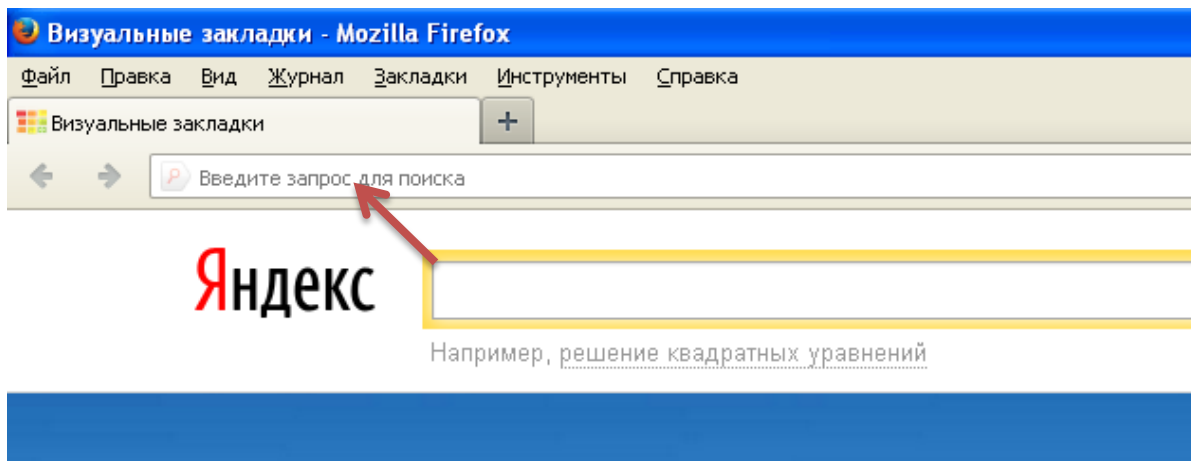 Визуальные закладки - Mozilla Firefox
Файл Правка Вид Журнал Закладки Инструменты Справка
Визуальные закладки +
Введите запрос для поиска
Яндекс
Например, решение квадратных уравнений